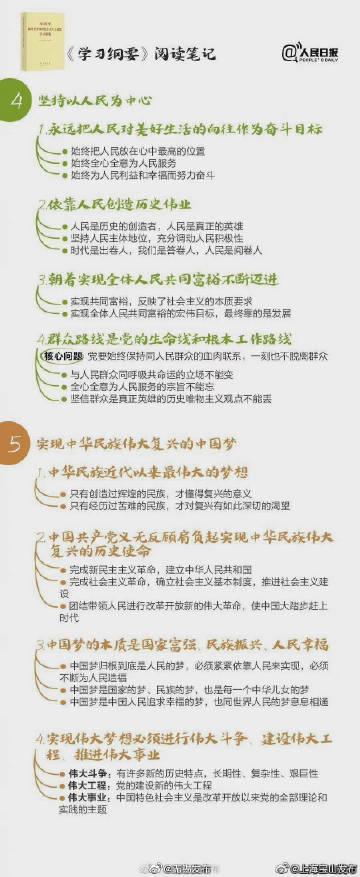 《学习纲要》阅读笔记
@人民日报
PEOPLE'S DAILY
4 坚持以人民为中心
1.永远把人民对美好生活的向往作为奋斗目标
始终把人民放在心中最高的位置
始终全心全意为人民服务
始终为人民利益和幸福而努力奋斗
2.依靠人民创造历史伟业
人民是历史的创造者，人民是真正的英雄
坚持人民主体地位，充分调动人民积极性
时代是出卷人，我们是答卷人，人民是阅卷人
3.朝着实现全体人民共同富裕不断迈进
实现共同富裕，反映了社会主义的本质要求
实现全体人民共同富裕的宏伟目标，最终靠的是发展
4.群众路线是党的生命线和根本工作路线
核心问题 党要始终保持同人民群众的血肉联系，一刻也不脱离群众
与人民群众同呼吸共命运的立场不能变
全心全意为人民服务的宗旨不能忘
坚信群众是真正英雄的历史唯物主义观点不能丢
5 实现中华民族伟大复兴的中国梦
1.中华民族近代以来最伟大的梦想
只有创造过辉煌的民族，才懂得复兴的意义
只有经历过苦难的民族，才对复兴有如此深切的渴望
2.中国共产党义无反顾肩负起实现中华民族伟大
复兴的历史使命
完成新民主主义革命，建立中华人民共和国
完成社会主义革命，确立社会主义基本制度，推进社会主义建
设
团结带领人民进行改革开放新的伟大革命，使中国大踏步赶上
时代
3.中国梦的本质是国家富强、民族振兴、人民幸福
中国梦归根到底是人民的梦，必须紧紧依靠人民来实现，必须
不断为人民造福
中国梦是国家的梦、民族的梦，也是每一个中华儿女的梦
中国梦是中国人民追求幸福的梦，也同世界人民的梦息息相通
4.实现伟大梦想必须进行伟大斗争、建设伟大工
程、推进伟大事业
伟大斗争：有许多新的历史特点，长期性、复杂性、艰巨性
伟大工程：党的建设新的伟大工程
伟大事业：中国特色社会主义是改革开放以来党的全部理论和
实践的主题
@上海宝山发布